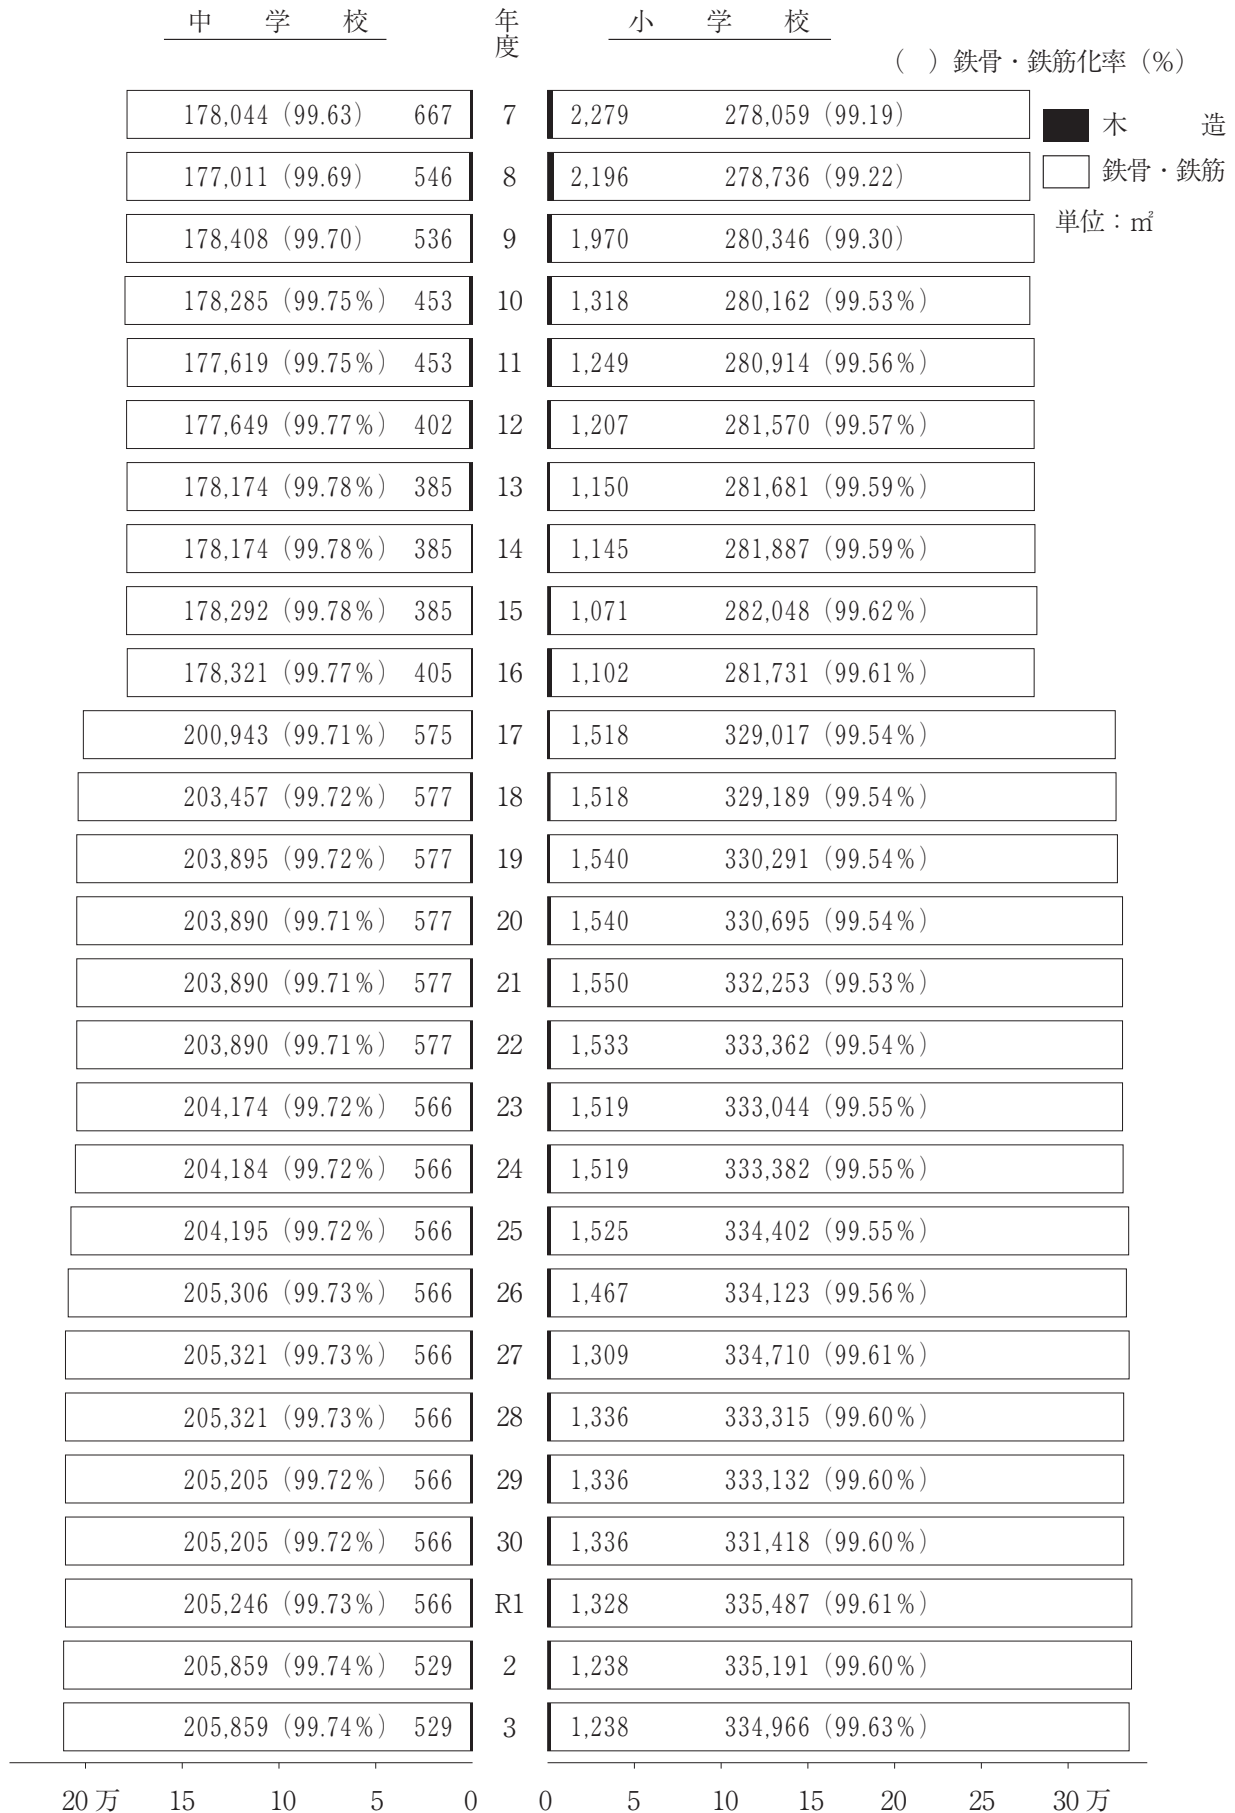 中　学　校　年度　小　学　校
（　）鉄骨・鉄筋化率（%）
178,044（99.63）　667　7　2,279　278,059（99.19）
木　造
177,011（99.69）　546　8　2,196　278,736（99.22）
鉄骨・鉄筋
178,408（99.70）　536　9　1,970　280,346（99.30）
単位：㎡
178,285（99.75%）　453　10　1,318　280,162（99.53%）
177,619（99.75%）　453　11　1,249　280,914（99.56%）
177,649（99.77%）　402　12　1,207　281,570（99.57%）
178,174（99.78%）　385　13　1,150　281,681（99.59%）
178,174（99.78%）　385　14　1,145　281,887（99.59%）
178,292（99.78%）　385　15　1,071　282,048（99.62%）
178,321（99.77%）　405　16　1,102　281,731（99.61%）
200,943（99.71%）　575　17　1,518　329,017（99.54%）
203,457（99.72%）　577　18　1,518　329,189（99.54%）
203,895（99.72%）　577　19　1,540　330,291（99.54%）
203,890（99.71%）　577　20　1,540　330,695（99.54%）
203,890（99.71%）　577　21　1,550　332,253（99.53%）
203,890（99.71%）　577　22　1,533　333,362（99.54%）
204,174（99.72%）　566　23　1,519　333,044（99.55%）
204,184（99.72%）　566　24　1,519　333,382（99.55%）
204,195（99.72%）　566　25　1,525　334,402（99.55%）
205,306（99.73%）　566　26　1,467　334,123（99.56%）
205,321（99.73%）　566　27　1,309　334,710（99.61%）
205,321（99.73%）　566　28　1,336　333,315（99.60%）
205,205（99.72%）　566　29　1,336　333,132（99.60%）
205,205（99.72%）　566　30　1,336　331,418（99.60%）
205,246（99.73%）　566　R1　1,328　335,487（99.61%）
205,859（99.74%）　529　2　1,238　335,191（99.60%）
205,859（99.74%）　529　3　1,238　334,966（99.63%）
20万　15　10　5　0　0　5　10　15　20　25　30万